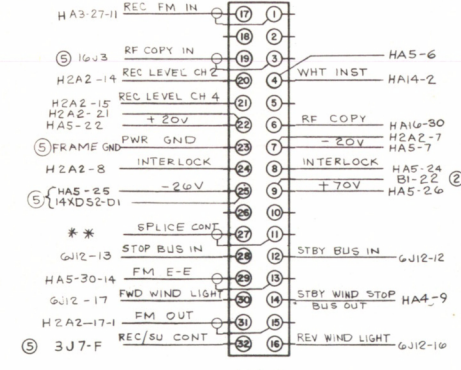 HA3-27-11 REC FM IN 17 1
18 2
5 16J3 RF COPY IN 19 3 HA5-6
H2A2-14 REC LEVEL CH2 20 4 WHT INST HA14-2
H2A2-15 REC LEVEL CH 4 21 5
H2A2-21
HA5-22 +20V 22 6 RF COPY HA16-30
5 FRAME GND PWR GND 23 7 -20V H2A2-7
HA5-7
H2A2-8 INTERLOCK 24 8 INTERLOCK HA5-24
5 HA5-25 -26V 25 9 +70V B1-22 2
14XDS2-D1 HA5-26
26 10
** SPLICE CONT 27 11
6J12-13 STOP BUS IN 28 12 STBY BUS IN 6J12-12
HA5-30-14 FM E-E 29 13
6J12-17 FWD WIND LIGHT 30 14 STBY WIND STOP BUS OUT HA4-9
H2A2-17-1 FM OUT 31 15
5 3J7-F REC/SU CONT 32 16 REV WIND LIGHT 6J12-16